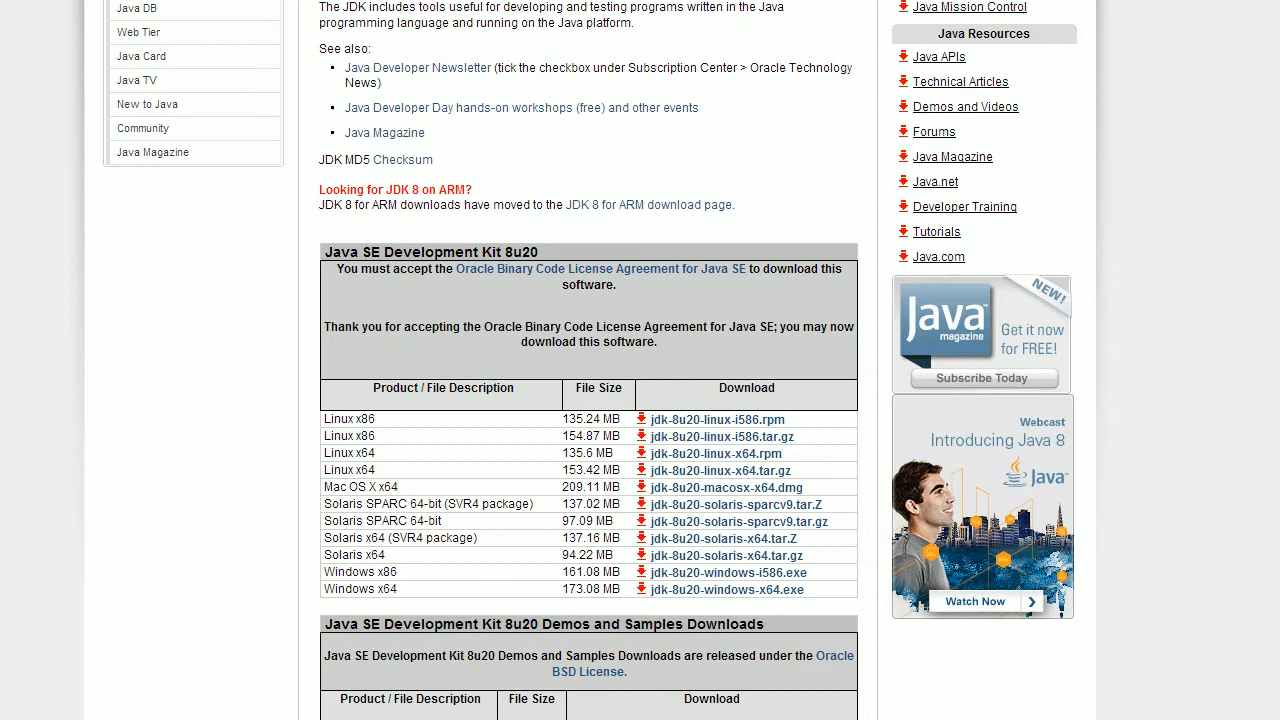 Java DB
Web Tier
Java Card
Java TV
New to Java
Community
Java Magazine
The JDK includes tools useful for developing and testing programs written in the Java
programming language and running on the Java platform.
See also:
Java Developer Newsletter (tick the checkbox under Subscription Center > Oracle Technology
News)
Java Developer Day hands-on workshops (free) and other events
Java Magazine
JDK MD5 Checksum
Looking for JDK 8 on ARM?
JDK 8 for ARM downloads have moved to the JDK 8 for ARM download page.
Java SE Development Kit 8u20
You must accept the Oracle Binary Code License Agreement for Java SE to download this
software.
Thank you for accepting the Oracle Binary Code License Agreement for Java SE; you may now
download this software.
Product / File Description File Size Download
Linux x86 135.24 MB jdk-8u20-linux-i586.rpm
Linux x86 154.87 MB jdk-8u20-linux-i586.tar.gz
Linux x64 135.6 MB jdk-8u20-linux-x64.rpm
Linux x64 153.42 MB jdk-8u20-linux-x64.tar.gz
Mac OS X x64 209.11 MB jdk-8u20-macosx-x64.dmg
Solaris SPARC 64-bit (SVR4 package) 137.02 MB jdk-8u20-solaris-sparcv9.tar.Z
Solaris SPARC 64-bit 97.09 MB jdk-8u20-solaris-sparcv9.tar.gz
Solaris x64 (SVR4 package) 137.16 MB jdk-8u20-solaris-x64.tar.Z
Solaris x64 94.22 MB jdk-8u20-solaris-x64.tar.gz
Windows x86 161.08 MB jdk-8u20-windows-i586.exe
Windows x64 173.08 MB jdk-8u20-windows-x64.exe
Java SE Development Kit 8u20 Demos and Samples Downloads
Java SE Development Kit 8u20 Demos and Samples Downloads are released under the Oracle
BSD License.
Product / File Description File Size Download
Java Mission Control
Java Resources
Java APIs
Technical Articles
Demos and Videos
Forums
Java Magazine
Java.net
Developer Training
Tutorials
Java.com
NEW!
Java
magazine
Get it now
for FREE!
Subscribe Today
Webcast
Introducing Java 8
Java
Watch Now